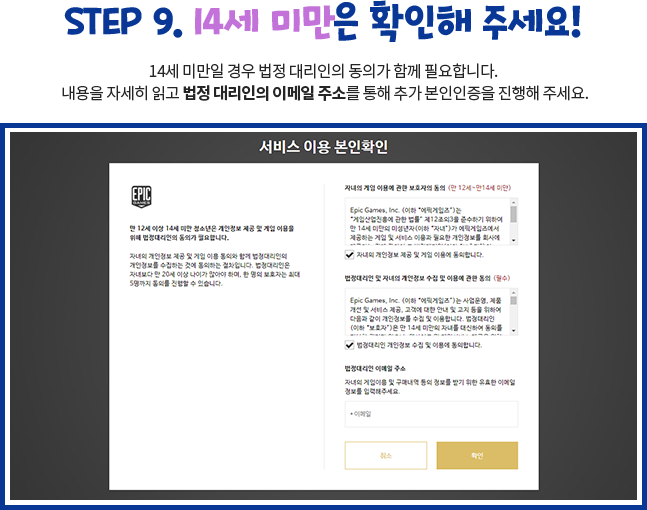 STEP 9. 14세 미만은 확인해 주세요!
14세 미만일 경우 법정 대리인의 동의가 함께 필요합니다.
내용을 자세히 읽고 법정 대리인의 이메일 주소를 통해 추가 본인인증을 진행해 주세요.
서비스 이용 본인확인
EPIC
GAMES
만 12세 이상 14세 미만 청소년은 개인정보 제공 및 게임 이용을
위해 법정대리인의 동의가 필요합니다.
자녀의 개인정보 제공 및 게임 이용 동의와 함께 법정대리인의
개인정보를 수집하는 것에 동의하는 절차입니다. 법정대리인은
자녀보다 만 20세 이상 나이가 많아야 하며, 한 명의 보호자는 최대
5명까지 동의를 진행할 수 있습니다.
자녀의 게임 이용에 관한 보호자의 동의 (만 12세~만14세 미만)
Epic Games, Inc. (이하 "에픽게임즈")는
"게임산업진흥에 관한 법률" 제12조의3을 준수하기 위하여
만 14세 미만의 미성년자(이하 "자녀")가 에픽게임즈에서
제공하는 게임 및 서비스 이용과 필요한 개인정보를 회사에
자녀의 개인정보 제공 및 게임 이용에 동의합니다.
법정대리인 및 자녀의 개인정보 수집 및 이용에 관한 동의 (필수)
Epic Games, Inc. (이하 "에픽게임즈")는 사업운영, 제품
개선 및 서비스 제공, 고객에 대한 안내 및 고지 등을 위하여
다음과 같이 개인정보를 수집 및 이용합니다. 법정대리인
(이하 "보호자")은 만 14세 미만의 자녀를 대신하여 동의를
법정대리인 개인정보 수집 및 이용에 동의합니다.
법정대리인 이메일 주소
자녀의 게임이용 및 구매내역 등의 정보를 받기 위한 유효한 이메일
정보를 입력해주세요.
* 이메일
취소
확인